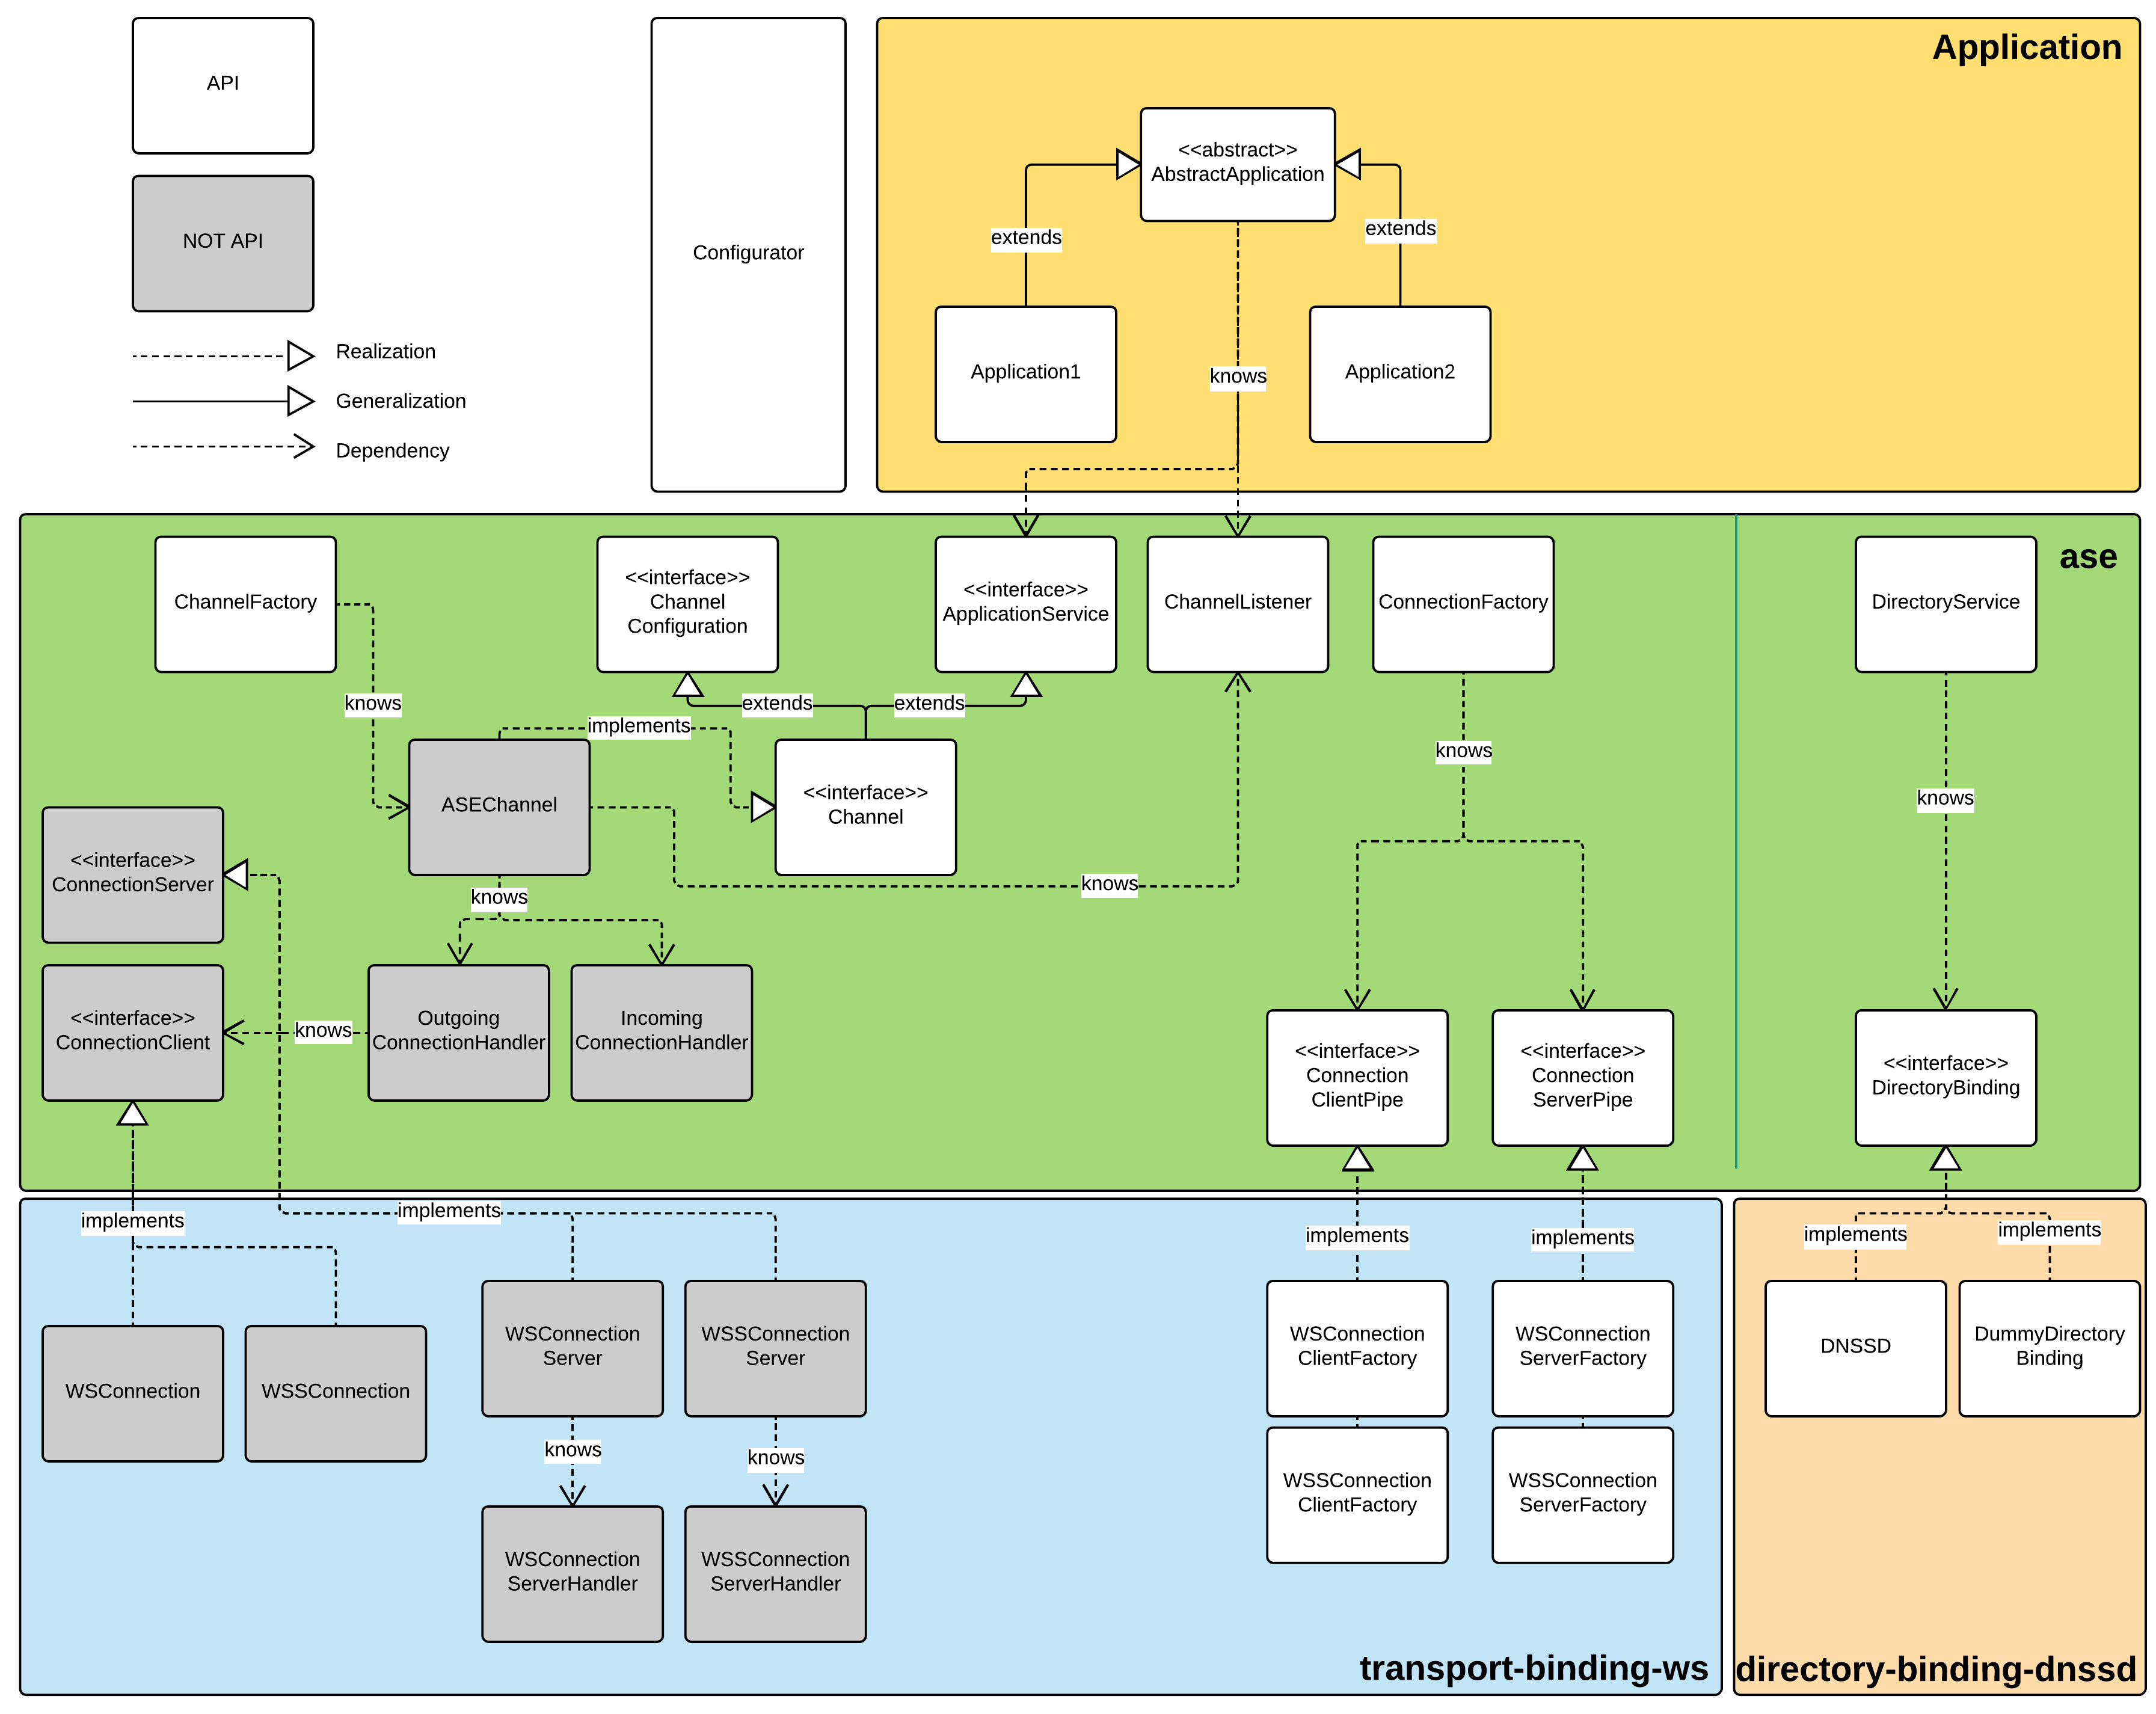 API
NOT API
Realization
Generalization
Dependency
Configurator
Application
<<abstract>>
AbstractApplication
extends
extends
Application1
knows
Application2
ase
ChannelFactory
<<interface>>
Channel
Configuration
<<interface>>
ApplicationService
ChannelListener
ConnectionFactory
DirectoryService
knows
extends
extends
implements
knows
knows
ASEChannel
<<interface>>
Channel
<<interface>>
ConnectionServer
knows
knows
<<interface>>
ConnectionClient
knows
Outgoing
ConnectionHandler
Incoming
ConnectionHandler
<<interface>>
Connection
ClientPipe
<<interface>>
Connection
ServerPipe
<<interface>>
DirectoryBinding
implements
implements
implements
implements
implements
implements
WSConnection
WSSConnection
WSConnection
Server
WSSConnection
Server
WSConnection
ClientFactory
WSConnection
ServerFactory
DNSSD
DummyDirectory
Binding
knows
knows
WSSConnection
ClientFactory
WSSConnection
ServerFactory
WSConnection
ServerHandler
WSSConnection
ServerHandler
transport-binding-ws
directory-binding-dnssd